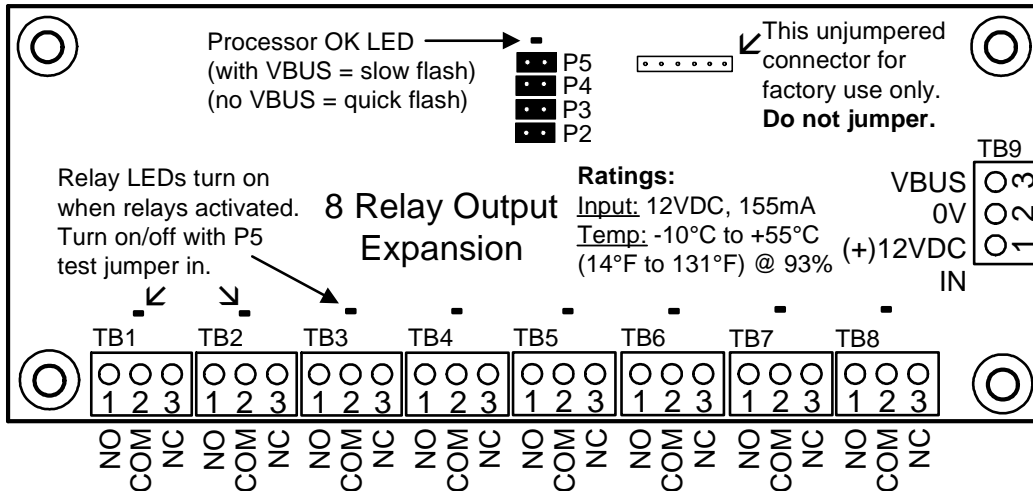 Processor OK LED
(with VBUS = slow flash)
(no VBUS = quick flash)
P5
P4
P3
P2
This unjumpered
connector for
factory use only.
Do not jumper.
TB9
VBUS 3
0V 2
(+)12VDC 1
IN
Relay LEDs turn on
when relays activated.
Turn on/off with P5
test jumper in.
8 Relay Output
Expansion
Ratings:
Input: 12VDC, 155mA
Temp: -10°C to +55°C
(14°F to 131°F) @ 93%
TB1 TB2 TB3 TB4 TB5 TB6 TB7 TB8
1 2 3 1 2 3 1 2 3 1 2 3 1 2 3 1 2 3 1 2 3 1 2 3
NO COM NC NO COM NC NO COM NC NO COM NC NO COM NC NO COM NC NO COM NC NO COM NC